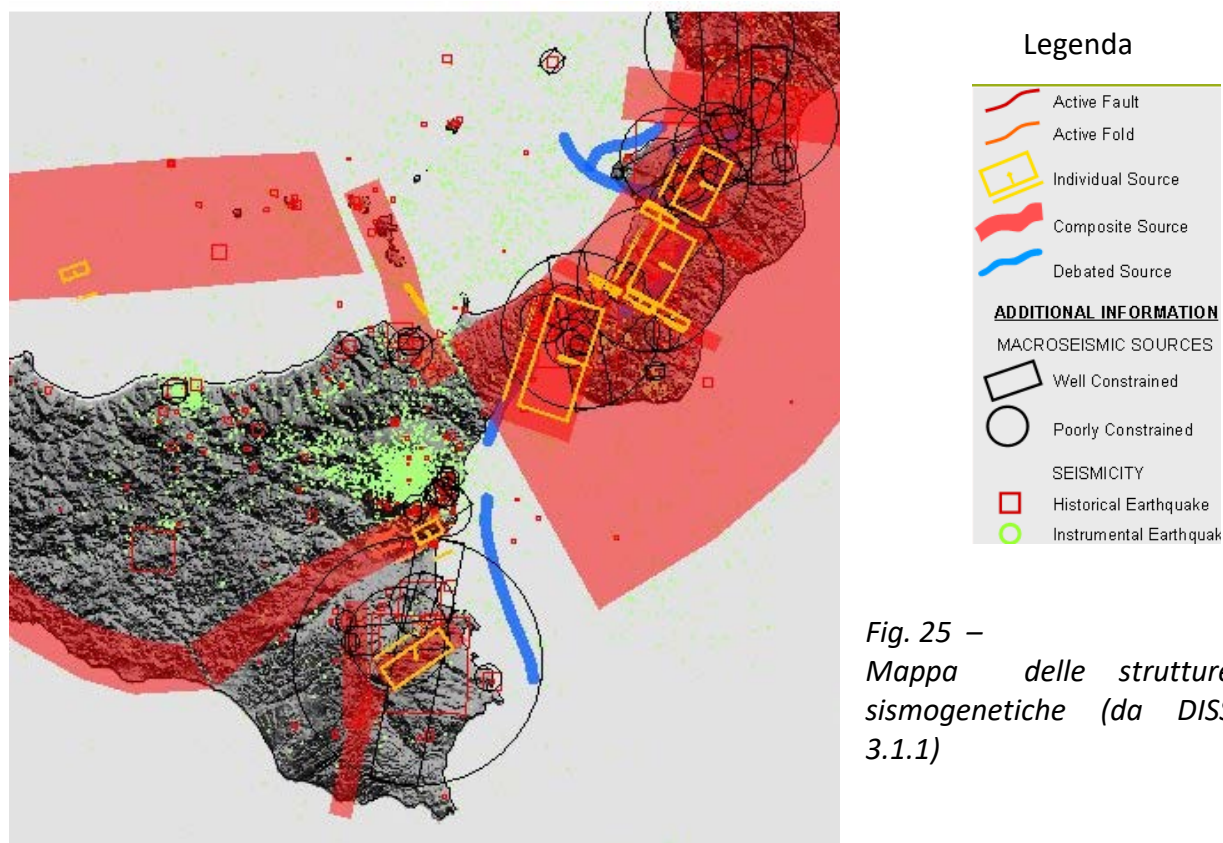 Legenda
Active Fault
Active Fold
Individual Source
Composite Source
Debated Source
ADDITIONAL INFORMATION
MACROSEISMIC SOURCES
Well Constrained
Poorly Constrained
SEISMICITY
Historical Earthquake
Instrumental Earthquak
Fig. 25 –
Mappa delle strutture
sismogenetiche (da DISS
3.1.1)